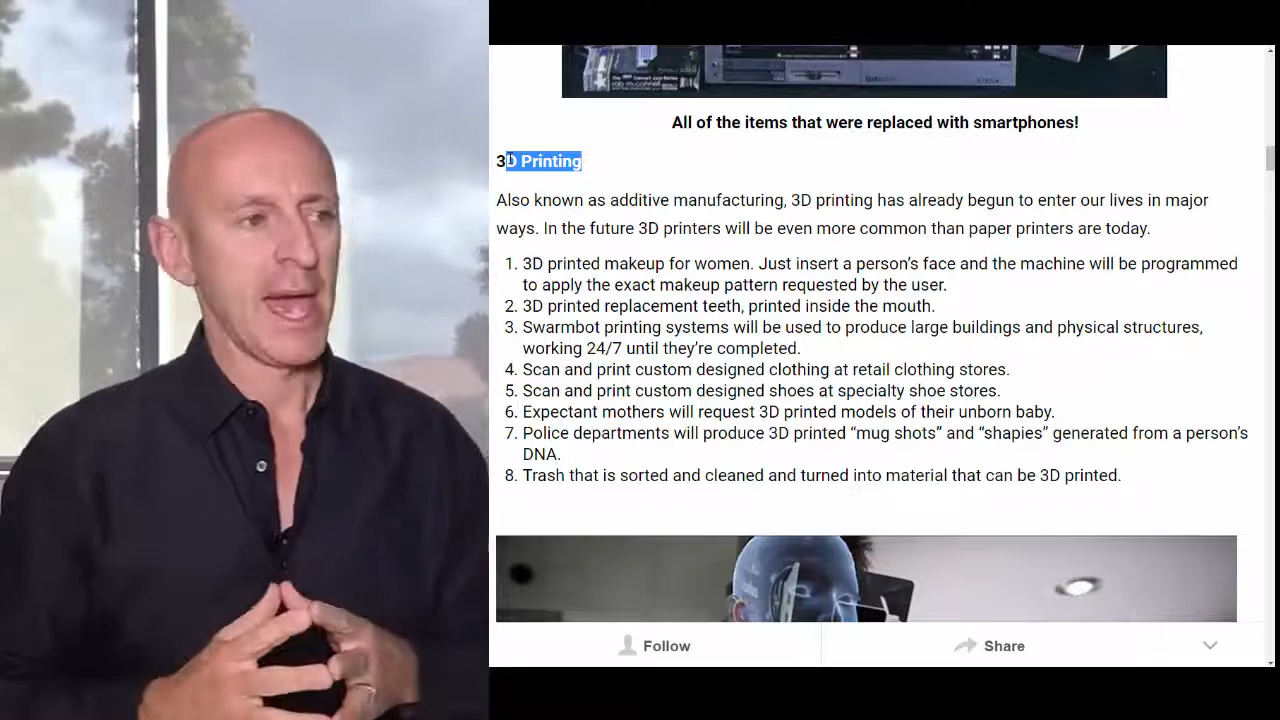 All of the items that were replaced with smartphones!
3D Printing
Also known as additive manufacturing, 3D printing has already begun to enter our lives in major
ways. In the future 3D printers will be even more common than paper printers are today.
1. 3D printed makeup for women. Just insert a person’s face and the machine will be programmed
to apply the exact makeup pattern requested by the user.
2. 3D printed replacement teeth, printed inside the mouth.
3. Swarmbot printing systems will be used to produce large buildings and physical structures,
working 24/7 until they’re completed.
4. Scan and print custom designed clothing at retail clothing stores.
5. Scan and print custom designed shoes at specialty shoe stores.
6. Expectant mothers will request 3D printed models of their unborn baby.
7. Police departments will produce 3D printed “mug shots” and “shapies” generated from a person’s
DNA.
8. Trash that is sorted and cleaned and turned into material that can be 3D printed.
Follow
Share